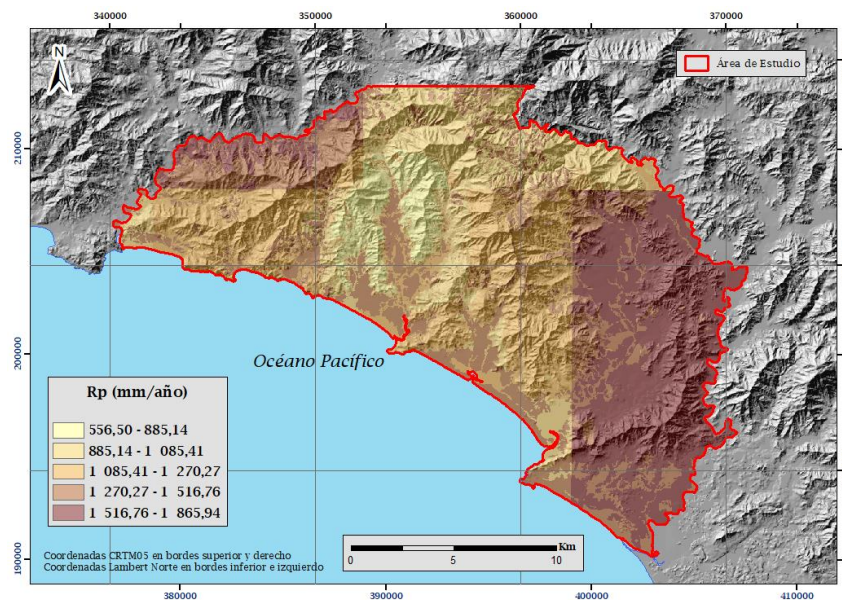 340000 350000 360000 370000
N
Área de Estudio
210000
200000
190000
Océano Pacífico
Rp (mm/año)
556,50 - 885,14
885,14 - 1 085,41
1 085,41 - 1 270,27
1 270,27 - 1 516,76
1 516,76 - 1 865,94
Coordenadas CRTM05 en bordes superior y derecho
Coordenadas Lambert Norte en bordes inferior e izquierdo
Km
0 5 10
380000 390000 400000 410000